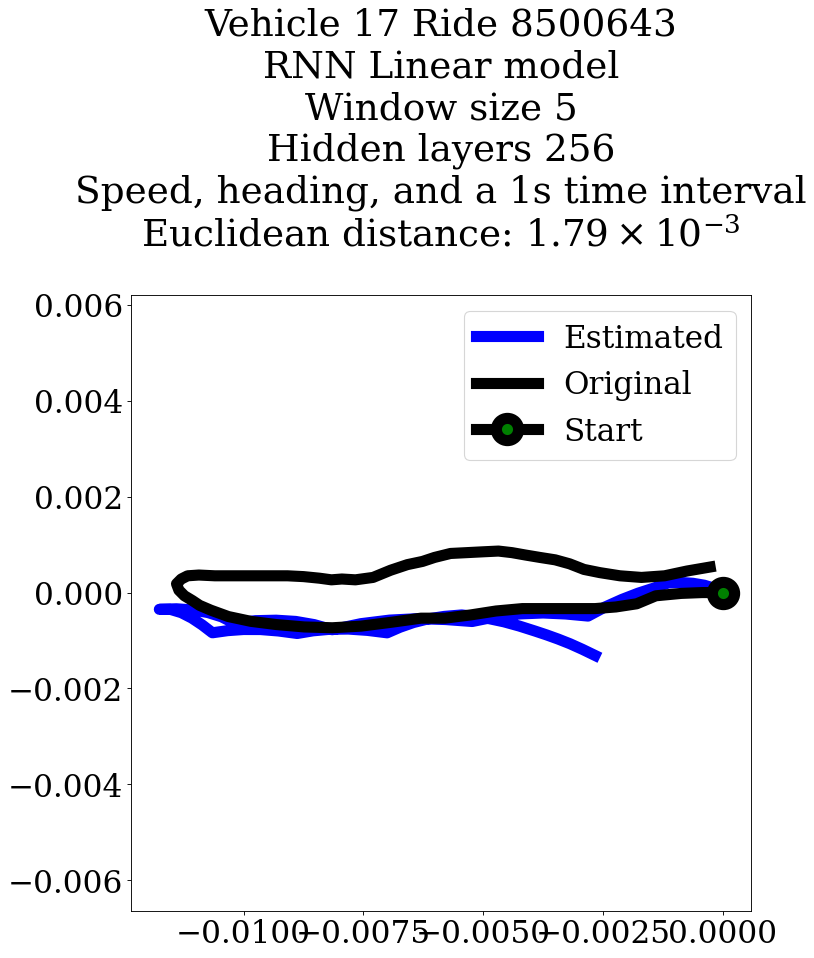 Vehicle 17 Ride 8500643
RNN Linear model
Window size 5
Hidden layers 256
Speed, heading, and a 1s time interval
Euclidean distance: 1.79 × 10⁻³
0.006
Estimated
0.004
Original
Start
0.002
0.000
−0.002
−0.004
−0.006
−0.0100 −0.0075 −0.0050 −0.0025 0.0000